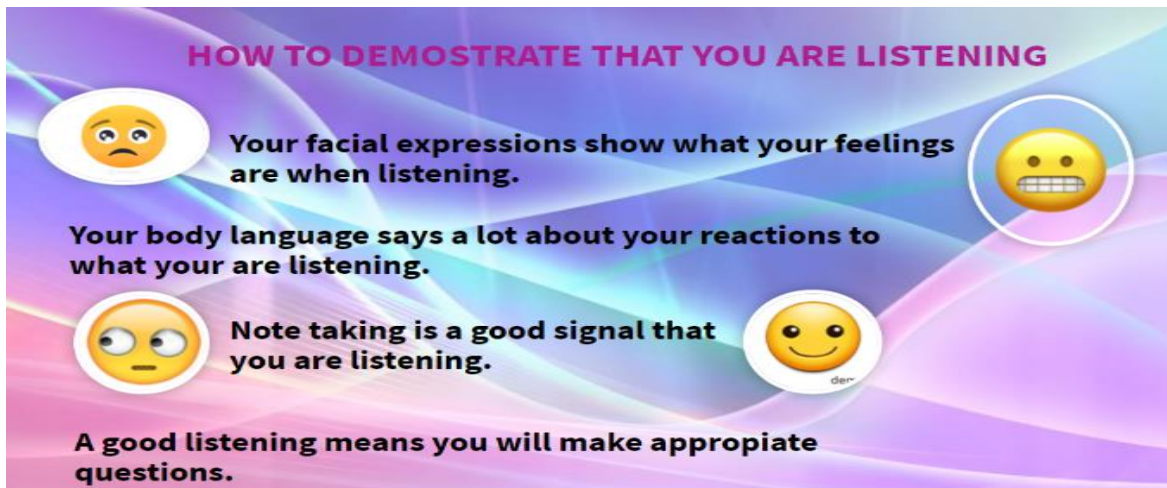 HOW TO DEMOSTRATE THAT YOU ARE LISTENING
Your facial expressions show what your feelings
are when listening.
Your body language says a lot about your reactions to
what your are listening.
Note taking is a good signal that
you are listening.
A good listening means you will make appropiate
questions.